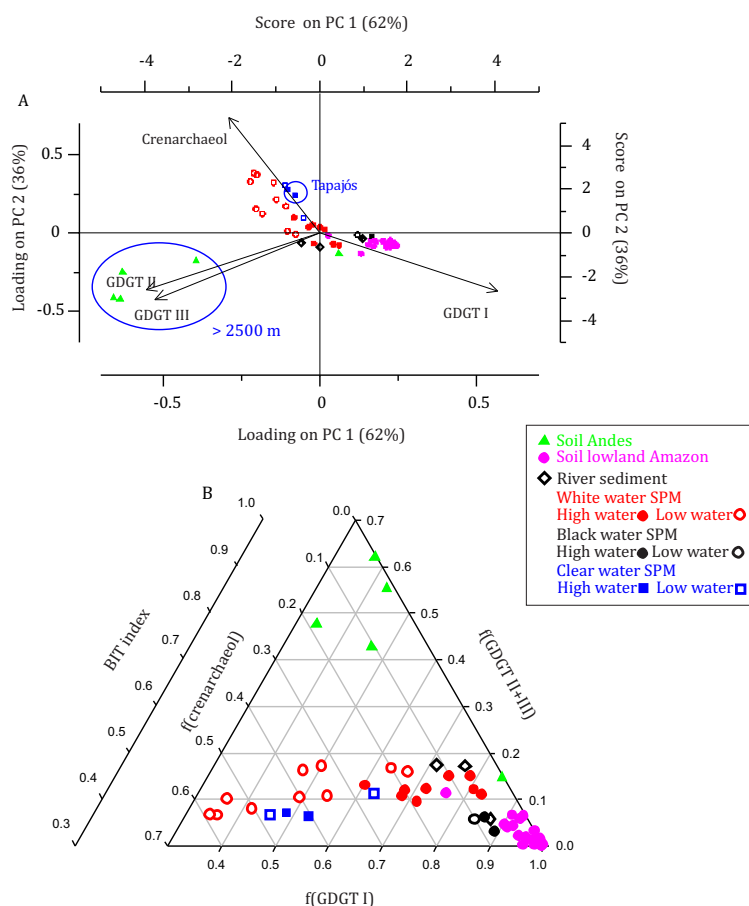 Score on PC 1 (62%)
-4 -2 0 2 4
A
Crenarchaeol
Tapajós
GDGT II
GDGT III
GDGT I
> 2500 m
Loading on PC 2 (36%)
0.5
0
-0.5
4
2
0
-2
-4
Score on PC 2 (36%)
-0.5 0 0.5
Loading on PC 1 (62%)
Soil Andes
Soil lowland Amazon
River sediment
White water SPM
High water Low water
Black water SPM
High water Low water
Clear water SPM
High water Low water
B
BIT index
1.0
0.9
0.8
0.7
0.6
0.5
0.4
0.3
f(crenarchaeol)
0.0
0.1
0.2
0.3
0.4
0.5
0.6
0.7
f(GDGT II+III)
0.7
0.6
0.5
0.4
0.3
0.2
0.1
0.0
0.4 0.5 0.6 0.7 0.8 0.9 1.0
f(GDGT I)